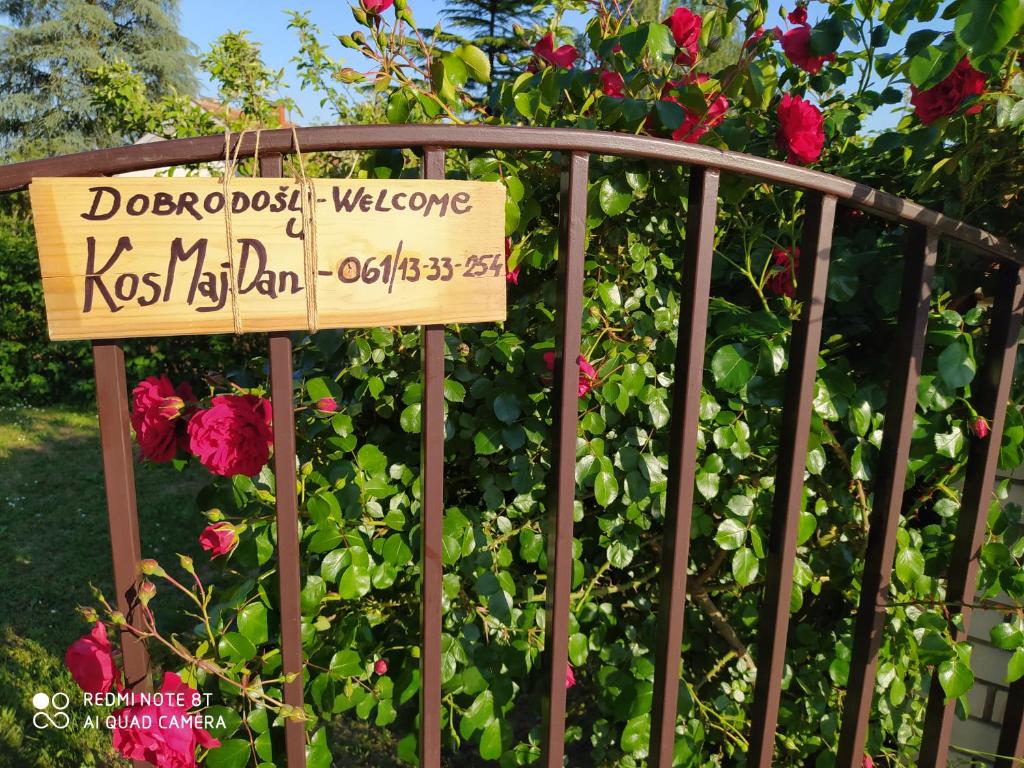 DOBRODOŠLI - WELCOME
U
KosMajDan - 061/13-33-254
REDMI NOTE 8T
AI QUAD CAMERA